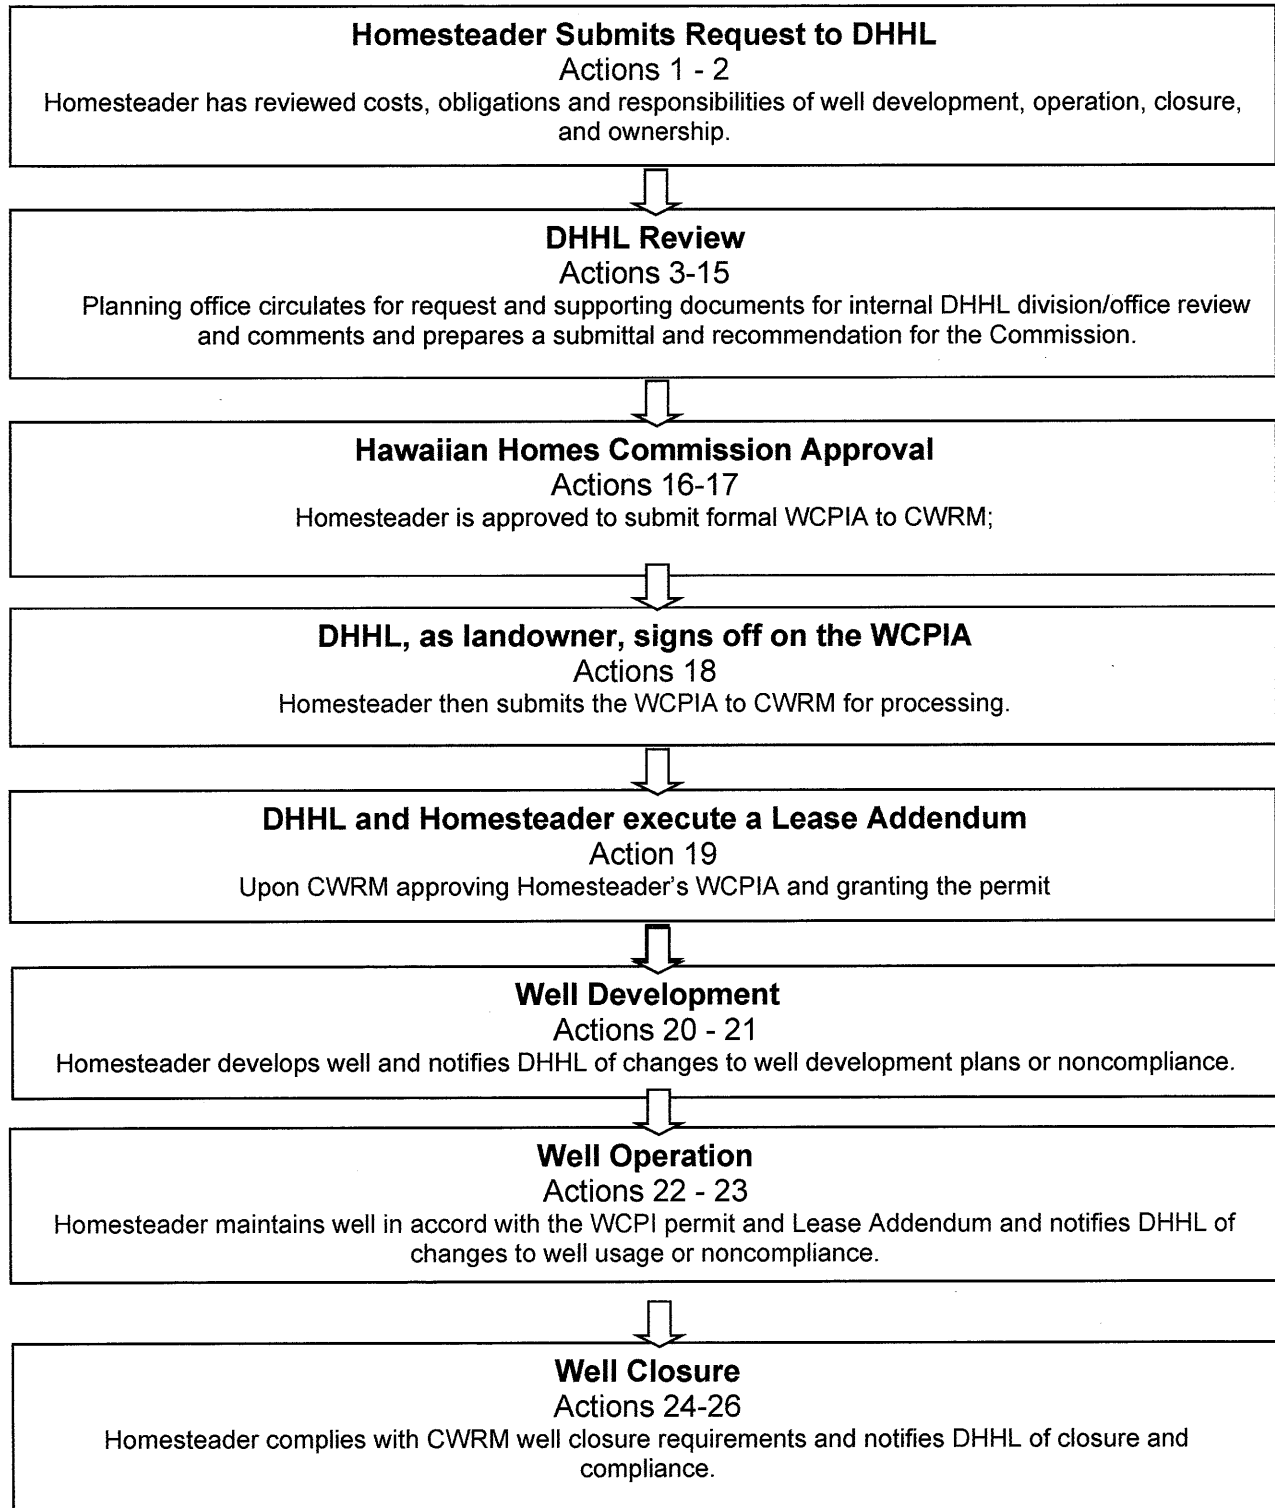 Homesteader Submits Request to DHHL
Actions 1 - 2
Homesteader has reviewed costs, obligations and responsibilities of well development, operation, closure,
and ownership.
DHHL Review
Actions 3-15
Planning office circulates for request and supporting documents for internal DHHL division/office review
and comments and prepares a submittal and recommendation for the Commission.
Hawaiian Homes Commission Approval
Actions 16-17
Homesteader is approved to submit formal WCPIA to CWRM;
DHHL, as landowner, signs off on the WCPIA
Actions 18
Homesteader then submits the WCPIA to CWRM for processing.
DHHL and Homesteader execute a Lease Addendum
Action 19
Upon CWRM approving Homesteader's WCPIA and granting the permit
Well Development
Actions 20 - 21
Homesteader develops well and notifies DHHL of changes to well development plans or noncompliance.
Well Operation
Actions 22 - 23
Homesteader maintains well in accord with the WCPI permit and Lease Addendum and notifies DHHL of
changes to well usage or noncompliance.
Well Closure
Actions 24-26
Homesteader complies with CWRM well closure requirements and notifies DHHL of closure and
compliance.